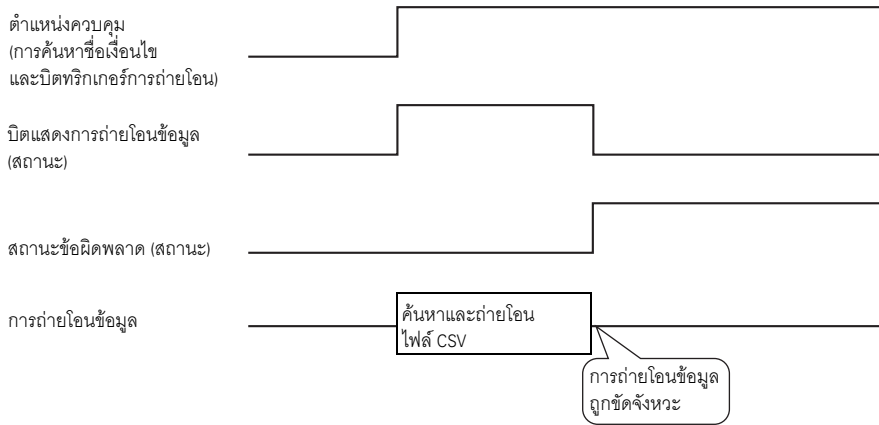 ตำแหน่งควบคุม
(การค้นหาชื่อเงื่อนไข
และบิตทริกเกอร์การถ่ายโอน)
บิตแสดงการถ่ายโอนข้อมูล
(สถานะ)
สถานะข้อผิดพลาด (สถานะ)
การถ่ายโอนข้อมูล
ค้นหาและถ่ายโอน
ไฟล์ CSV
การถ่ายโอนข้อมูล
ถูกขัดจังหวะ